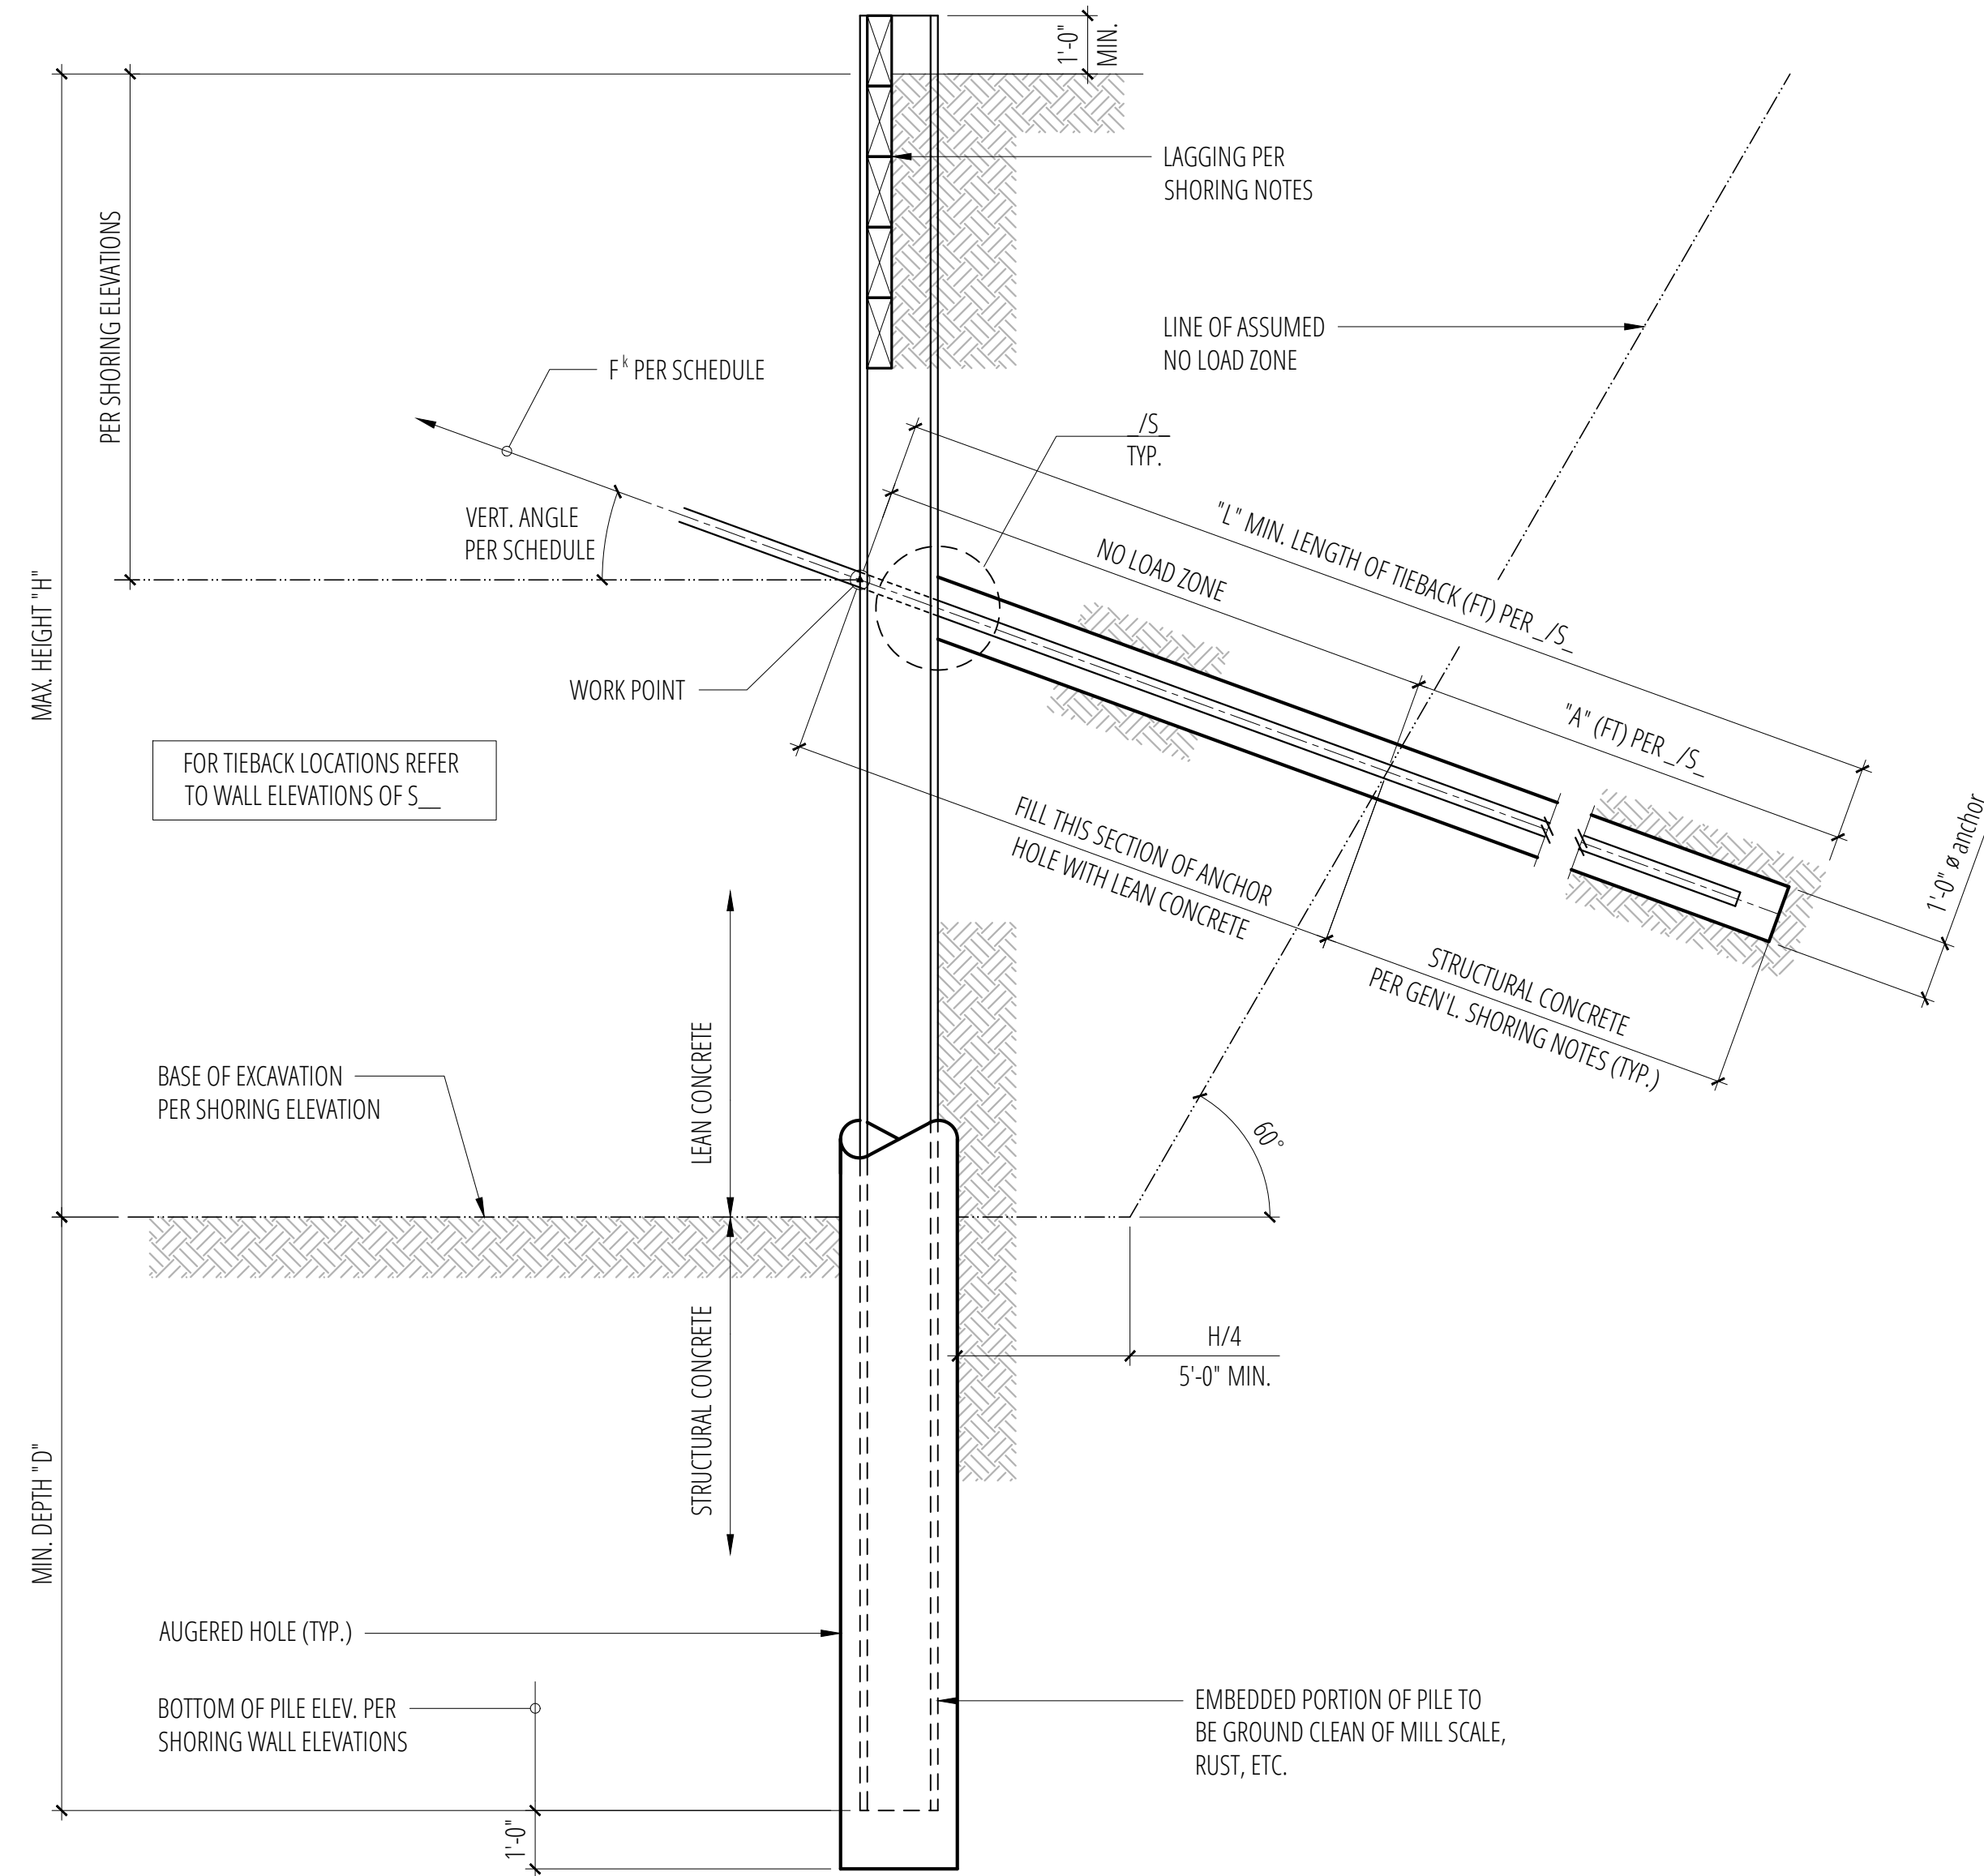 1'-0"
MIN.
LAGGING PER
SHORING NOTES
PER SHORING ELEVATIONS
LINE OF ASSUMED
NO LOAD ZONE
F k PER SCHEDULE
_/S_
TYP.
VERT. ANGLE
PER SCHEDULE
"L" MIN. LENGTH OF TIEBACK (FT) PER _/S_
NO LOAD ZONE
MAX. HEIGHT "H"
WORK POINT
"A" (FT) PER _/S_
FOR TIEBACK LOCATIONS REFER
TO WALL ELEVATIONS OF S__
FILL THIS SECTION OF ANCHOR
HOLE WITH LEAN CONCRETE
1'-0" ø anchor
STRUCTURAL CONCRETE
PER GEN'L. SHORING NOTES (TYP.)
LEAN CONCRETE
BASE OF EXCAVATION
PER SHORING ELEVATION
60°
STRUCTURAL CONCRETE
H/4
5'-0" MIN.
MIN. DEPTH "D"
AUGERED HOLE (TYP.)
BOTTOM OF PILE ELEV. PER
SHORING WALL ELEVATIONS
EMBEDDED PORTION OF PILE TO
BE GROUND CLEAN OF MILL SCALE,
RUST, ETC.
1'-0"